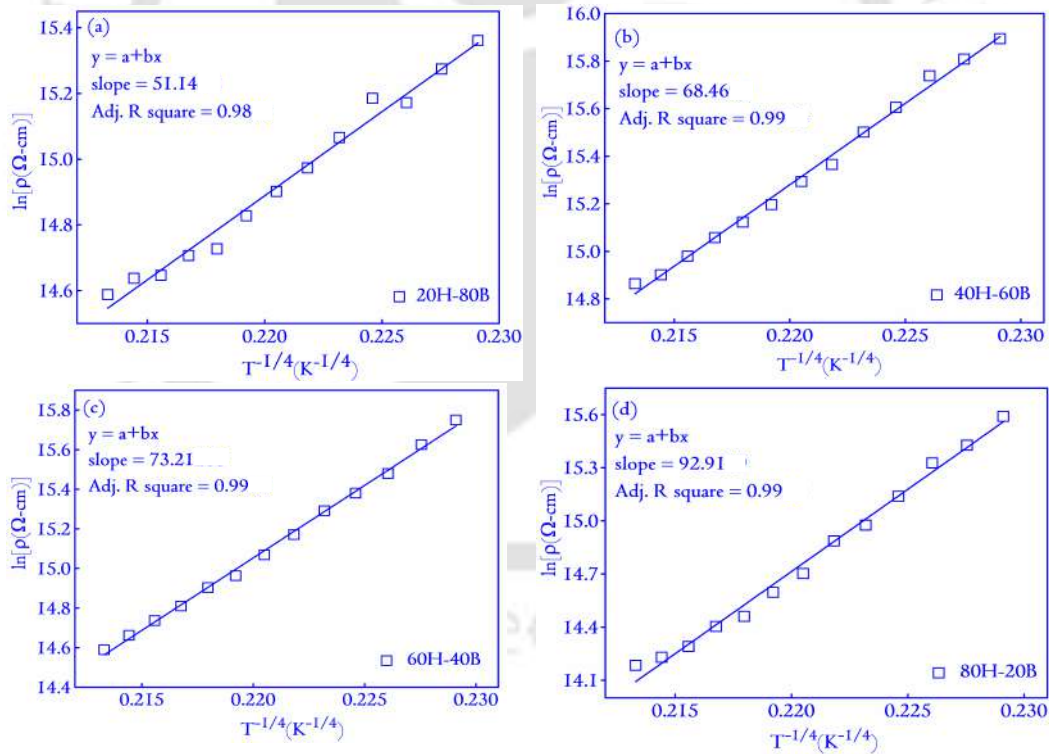 (a)
y = a+bx
slope = 51.14
Adj. R square = 0.98
ln[ρ(Ω-cm)]
15.4
15.2
15.0
14.8
14.6
20H-80B
0.215 0.220 0.225 0.230
T^-1/4(K^-1/4)
(b)
y = a+bx
slope = 68.46
Adj. R square = 0.99
ln[ρ(Ω-cm)]
16.0
15.8
15.6
15.4
15.2
15.0
14.8
40H-60B
0.215 0.220 0.225 0.230
T^-1/4(K^-1/4)
(c)
y = a+bx
slope = 73.21
Adj. R square = 0.99
ln[ρ(Ω-cm)]
15.8
15.6
15.4
15.2
15.0
14.8
14.6
14.4
60H-40B
0.215 0.220 0.225 0.230
T^-1/4(K^-1/4)
(d)
y = a+bx
slope = 92.91
Adj. R square = 0.99
ln[ρ(Ω-cm)]
15.6
15.3
15.0
14.7
14.4
14.1
80H-20B
0.215 0.220 0.225 0.230
T^-1/4(K^-1/4)